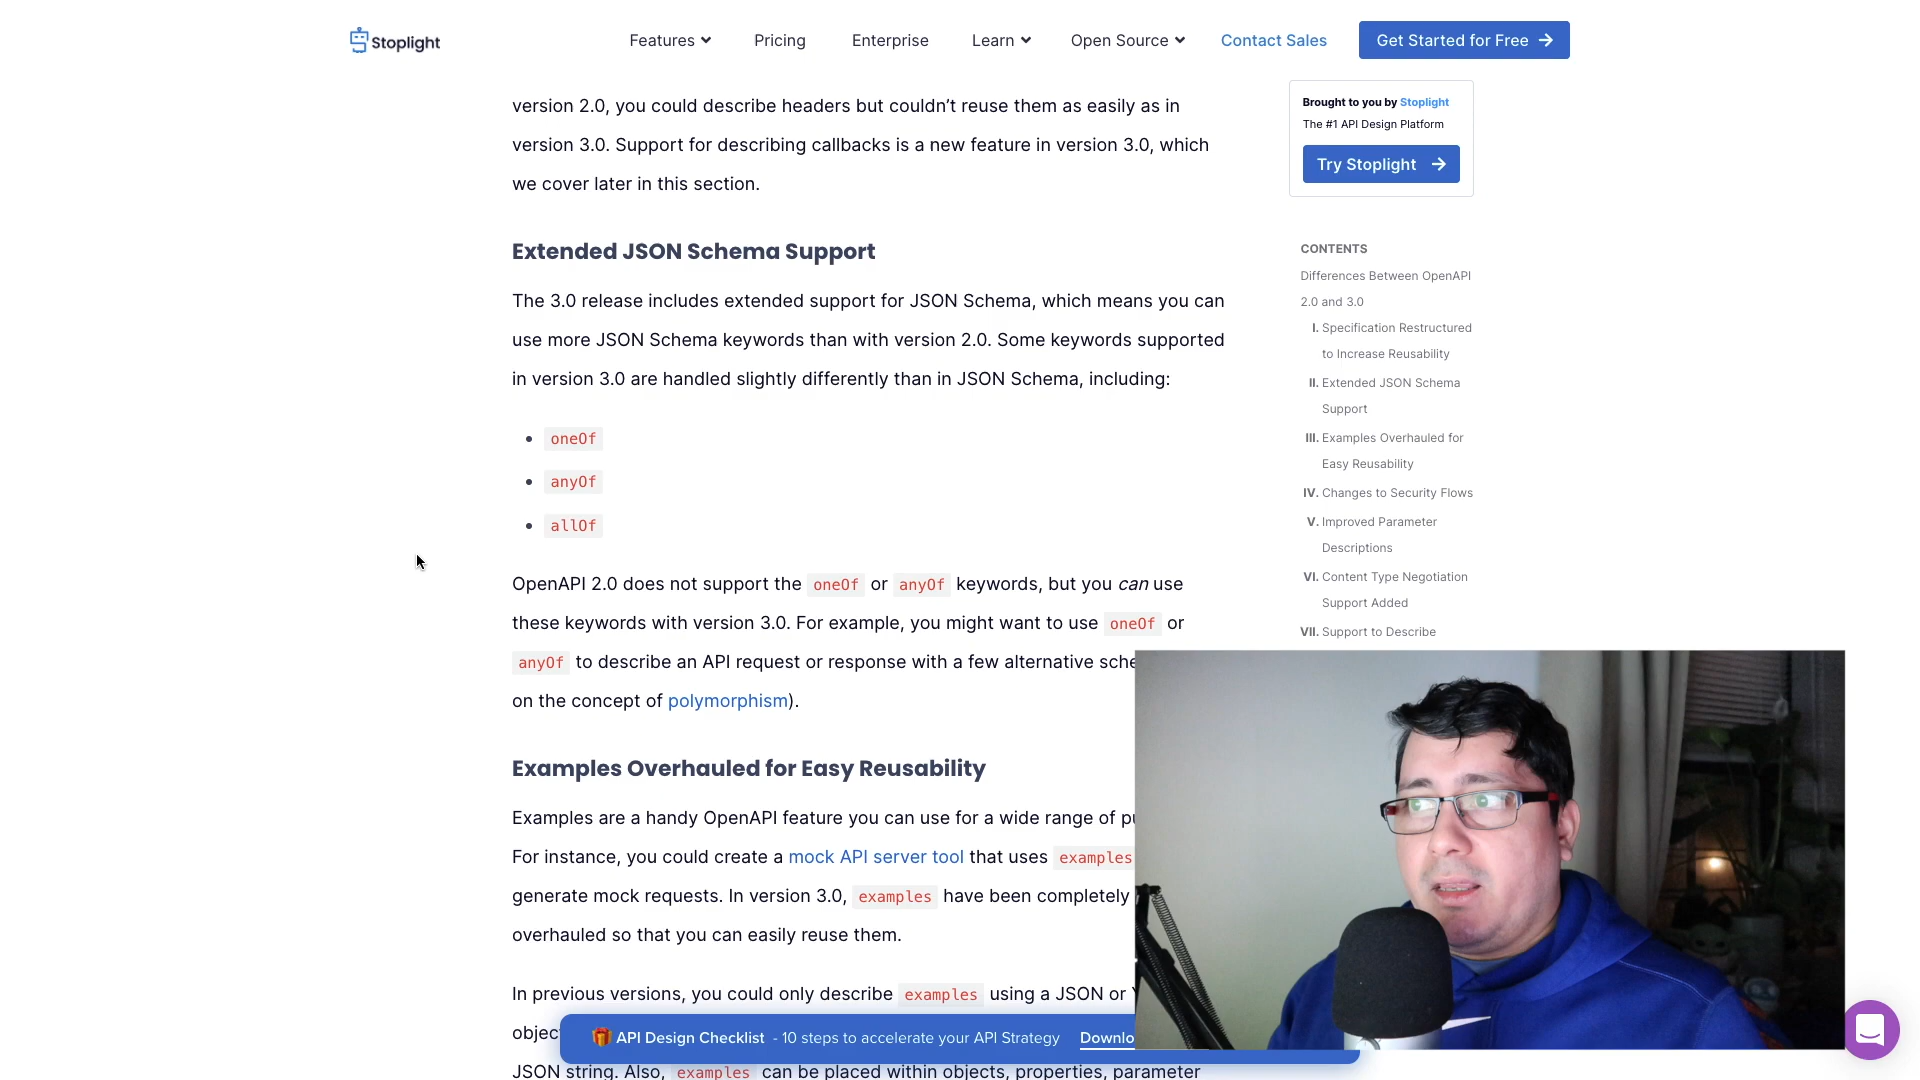 Stoplight
Features
Pricing
Enterprise
Learn
Open Source
Contact Sales
Get Started for Free
version 2.0, you could describe headers but couldn’t reuse them as easily as in
version 3.0. Support for describing callbacks is a new feature in version 3.0, which
we cover later in this section.
Extended JSON Schema Support
The 3.0 release includes extended support for JSON Schema, which means you can
use more JSON Schema keywords than with version 2.0. Some keywords supported
in version 3.0 are handled slightly differently than in JSON Schema, including:
oneOf
anyOf
allOf
OpenAPI 2.0 does not support the oneOf or anyOf keywords, but you can use
these keywords with version 3.0. For example, you might want to use oneOf or
anyOf to describe an API request or response with a few alternative
on the concept of polymorphism).
Examples Overhauled for Easy Reusability
Examples are a handy OpenAPI feature you can use for a wide range of
For instance, you could create a mock API server tool that uses examples
generate mock requests. In version 3.0, examples have been completely
overhauled so that you can easily reuse them.
In previous versions, you could only describe examples using a JSON or
API Design Checklist - 10 steps to accelerate your API Strategy
JSON string. Also, examples can be placed within objects, properties, parameter
Brought to you by Stoplight
The #1 API Design Platform
Try Stoplight
CONTENTS
Differences Between OpenAPI
2.0 and 3.0
I. Specification Restructured
to Increase Reusability
II. Extended JSON Schema
Support
III. Examples Overhauled for
Easy Reusability
IV. Changes to Security Flows
V. Improved Parameter
Descriptions
VI. Content Type Negotiation
Support Added
VII. Support to Describe